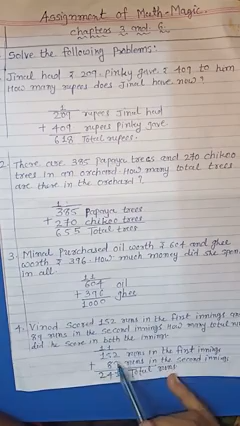 Assignment of Math-Magic.
chapters 3 and 6.
Solve the following Problems:
Jinal had ₹ 209. Pinky gave ₹ 409 to him
How many rupees does Jinal have now?
1
209 rupees Jinal had
+ 409 rupees Pinky gave
618 Total rupees.
2. There are 385 Papaya trees and 270 chikoo
trees in an orchard. How many total trees
are there in the orchard?
1
385 Papaya trees
+ 270 chikoo trees
655 Total trees
3. Minal Purchased oil worth ₹ 604 and ghee
worth ₹ 396. How much money did she
in all.
1 1
604 oil
+ 396 ghee
1000
4. Vinod Scored 152 runs in the first innings and
89 runs in the second innings. How many total
did he score in both the
1 1
152 runs in the first innings
+ 89 runs in the second innings
Total runs